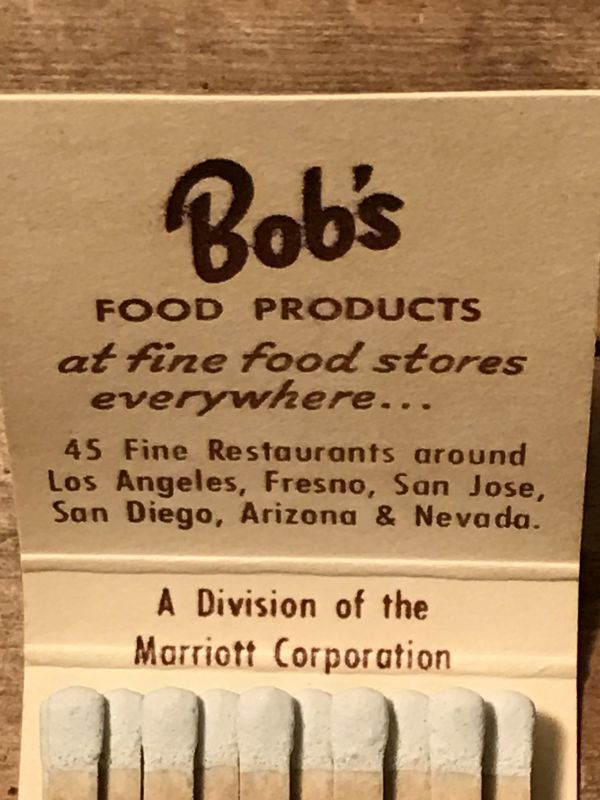 Bob's
FOOD PRODUCTS
at fine food stores
everywhere...
45 Fine Restaurants around
Los Angeles, Fresno, San Jose,
San Diego, Arizona & Nevada.
A Division of the
Marriott Corporation